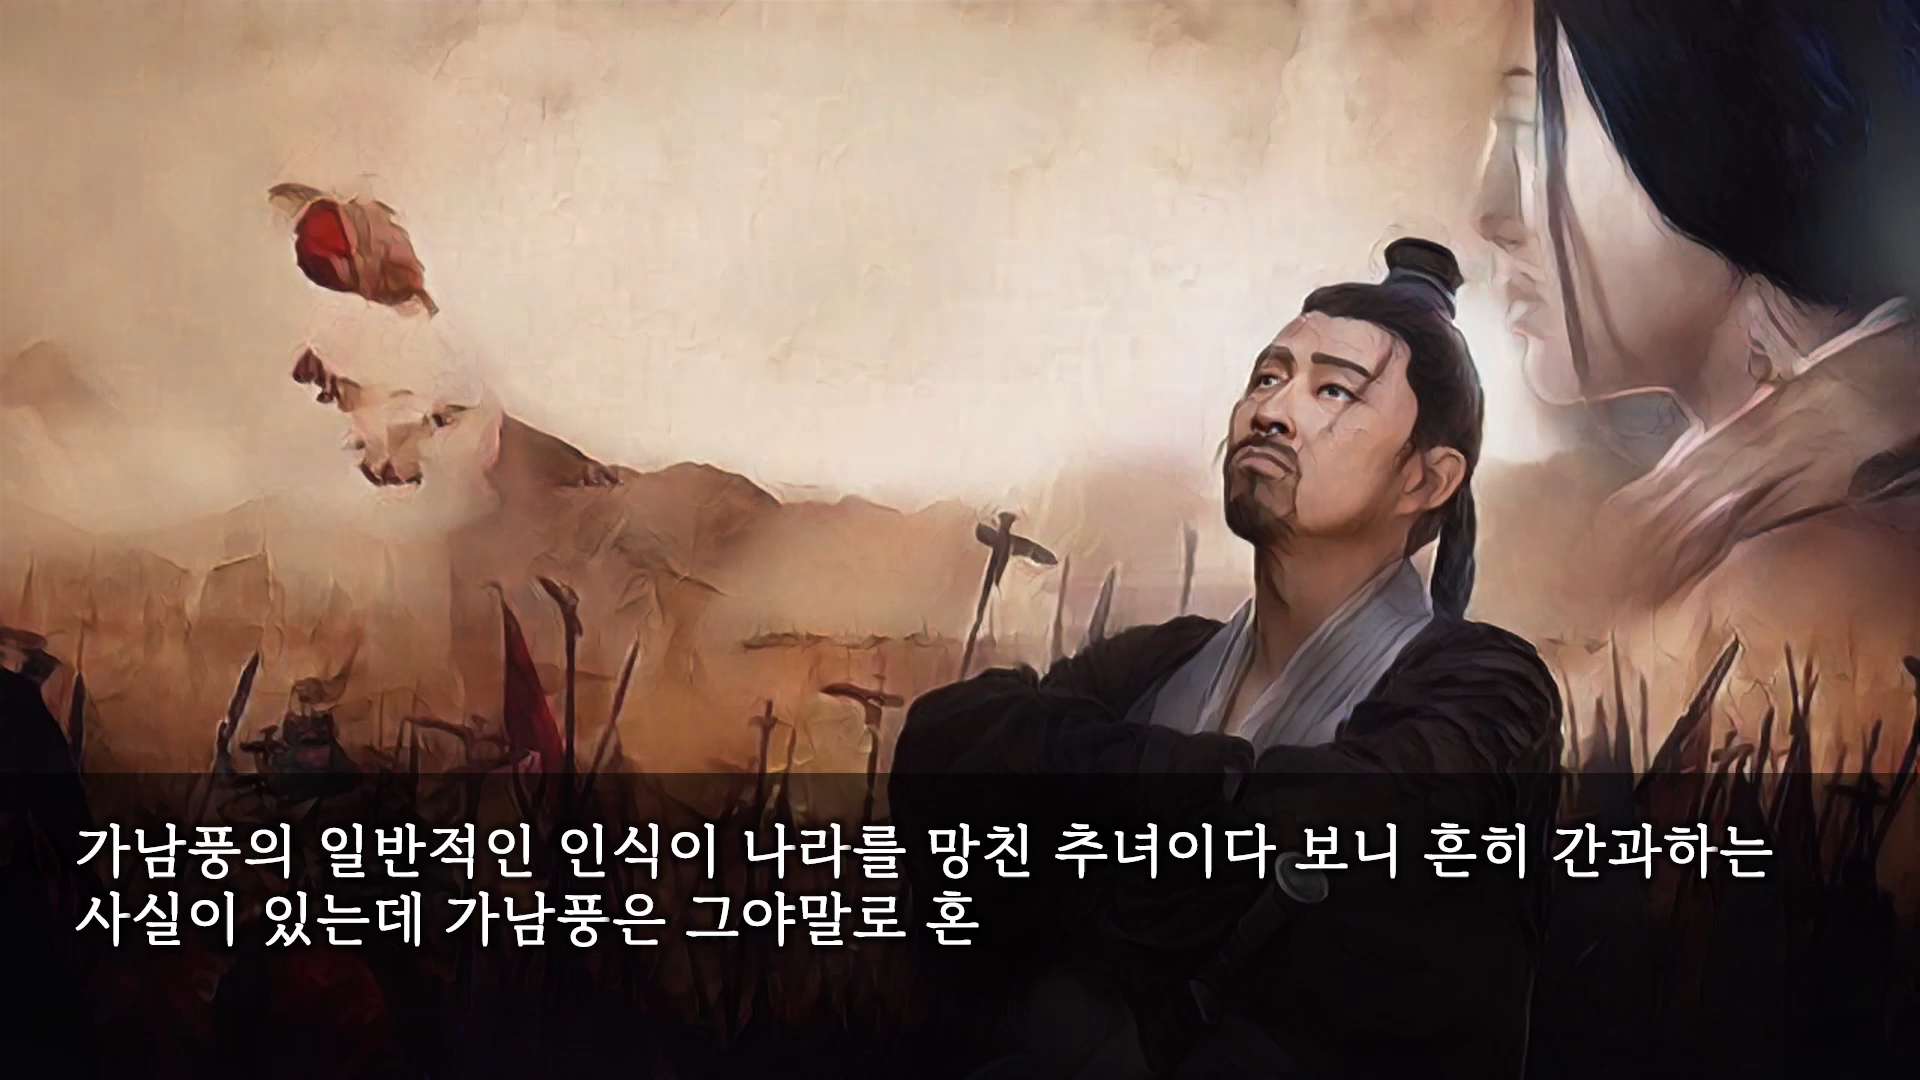 가남풍의 일반적인 인식이 나라를 망친 추녀이다 보니 흔히 간과하는
사실이 있는데 가남풍은 그야말로 혼